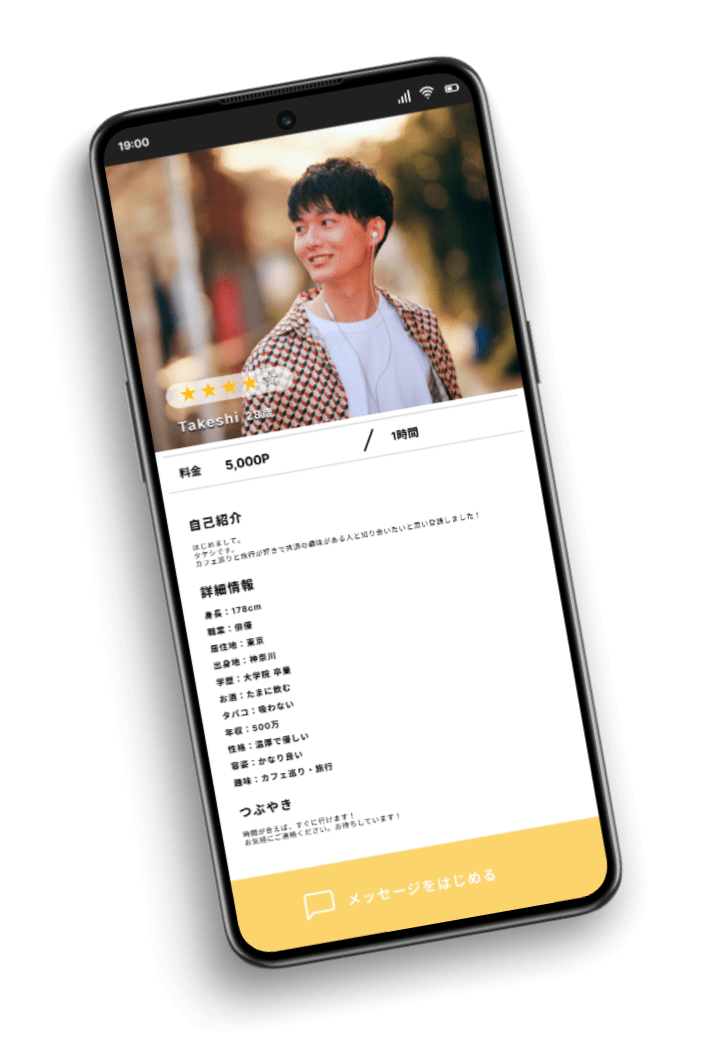 19:00
Takeshi 28歳
料金 5,000P / 1時間
自己紹介
はじめまして。
タケシです。
カフェ巡りと旅行が好きで共通の趣味がある人と知り合いたいと思い登録しました！
詳細情報
身長：178cm
職業：俳優
居住地：東京
出身地：神奈川
学歴：大学院 卒業
お酒：たまに飲む
タバコ：吸わない
年収：500万
性格：温厚で優しい
容姿：かなり良い
趣味：カフェ巡り・旅行
つぶやき
時間が合えば、すぐに行けます！
お気軽にご連絡ください。お待ちしています！
メッセージをはじめる